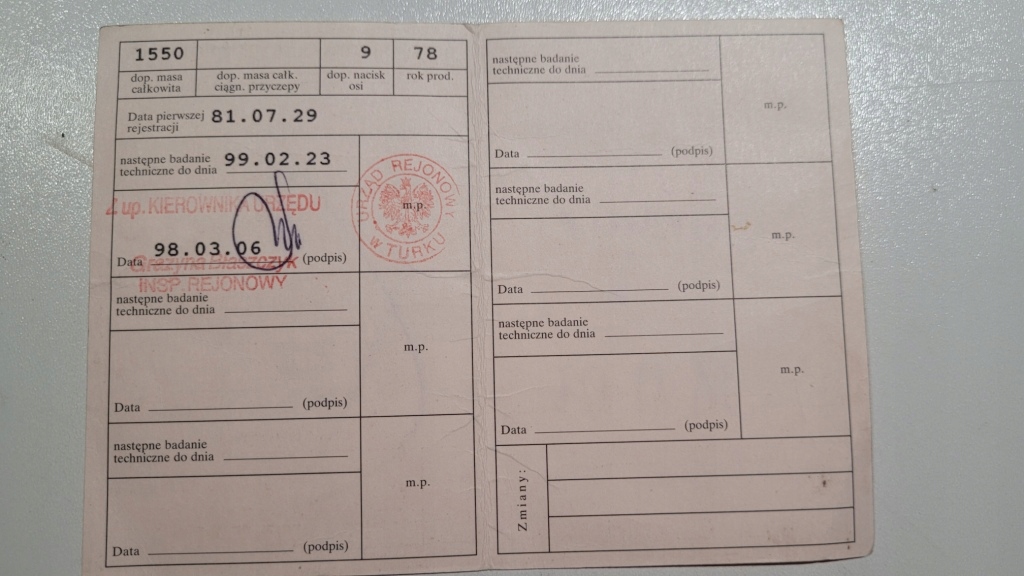 1550 9 78
dop. masa całkowita
dop. masa całk. ciągn. przyczepy
dop. nacisk osi
rok prod.
Data pierwszej rejestracji 81.07.29
następne badanie
techniczne do dnia 99.02.23
Z up. KIEROWNIKA URZĘDU
URZĄD REJONOWY
W TURKU
m.p.
Data 98.03.06 (podpis)
Grażyna Błaszczyk
INSP. REJONOWY
następne badanie
techniczne do dnia
m.p.
Data (podpis)
następne badanie
techniczne do dnia
m.p.
Data (podpis)
następne badanie
techniczne do dnia
m.p.
Data (podpis)
następne badanie
techniczne do dnia
m.p.
Data (podpis)
następne badanie
techniczne do dnia
m.p.
Data (podpis)
Zmiany: